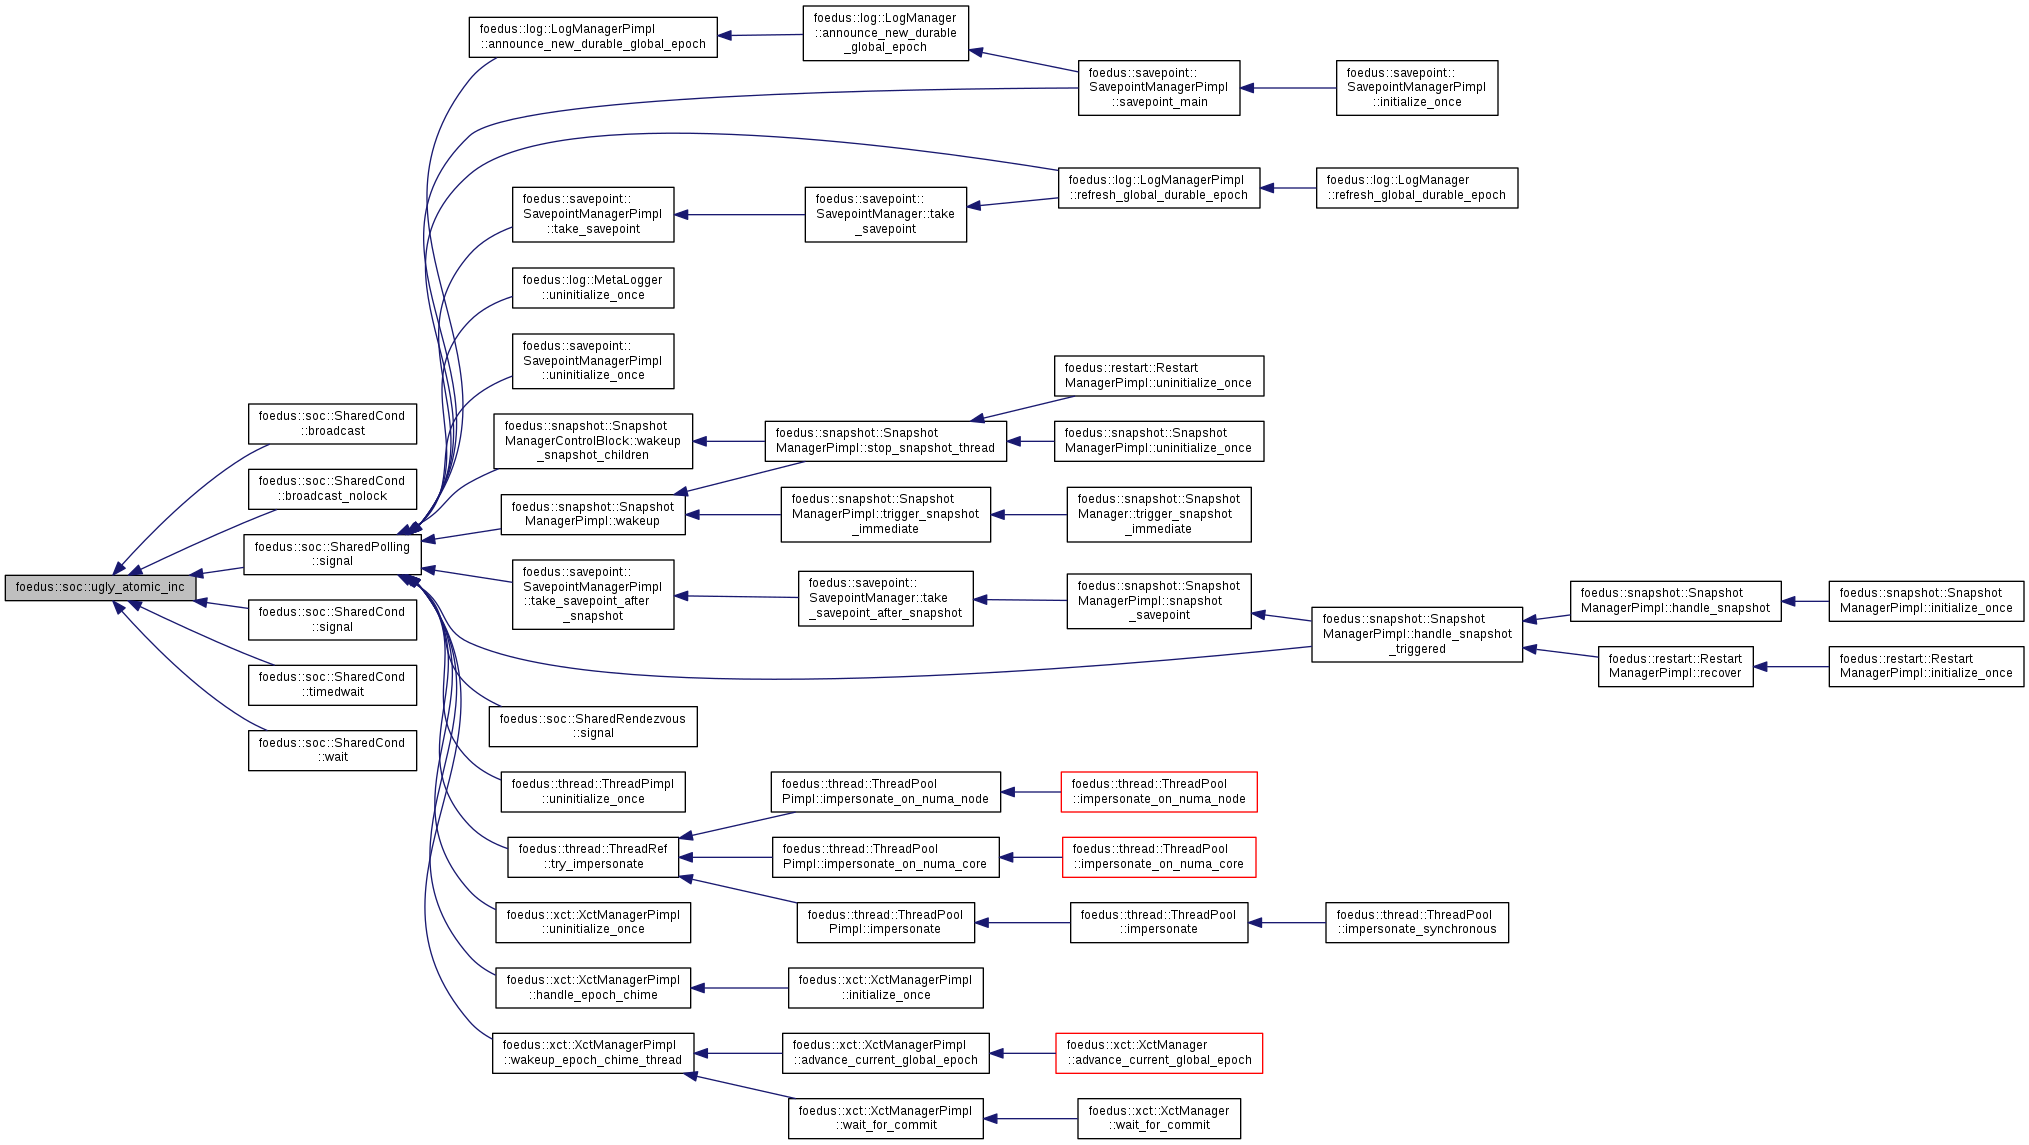 foedus::soc::ugly_atomic_inc
foedus::soc::SharedCond
::broadcast
foedus::soc::SharedCond
::broadcast_nolock
foedus::soc::SharedPolling
::signal
foedus::soc::SharedCond
::signal
foedus::soc::SharedCond
::timedwait
foedus::soc::SharedCond
::wait
foedus::log::LogManagerPimpl
::announce_new_durable_global_epoch
foedus::log::LogManager
::announce_new_durable
_global_epoch
foedus::savepoint::
SavepointManagerPimpl
::savepoint_main
foedus::savepoint::
SavepointManagerPimpl
::initialize_once
foedus::log::LogManagerPimpl
::refresh_global_durable_epoch
foedus::log::LogManager
::refresh_global_durable_epoch
foedus::savepoint::
SavepointManagerPimpl
::take_savepoint
foedus::savepoint::
SavepointManager::take
_savepoint
foedus::log::MetaLogger
::uninitialize_once
foedus::savepoint::
SavepointManagerPimpl
::uninitialize_once
foedus::snapshot::Snapshot
ManagerControlBlock::wakeup
_snapshot_children
foedus::snapshot::Snapshot
ManagerPimpl::stop_snapshot_thread
foedus::restart::Restart
ManagerPimpl::uninitialize_once
foedus::snapshot::Snapshot
ManagerPimpl::uninitialize_once
foedus::snapshot::Snapshot
ManagerPimpl::wakeup
foedus::snapshot::Snapshot
ManagerPimpl::trigger_snapshot
_immediate
foedus::snapshot::Snapshot
Manager::trigger_snapshot
_immediate
foedus::savepoint::
SavepointManagerPimpl
::take_savepoint_after
_snapshot
foedus::savepoint::
SavepointManager::take
_savepoint_after_snapshot
foedus::snapshot::Snapshot
ManagerPimpl::snapshot
_savepoint
foedus::snapshot::Snapshot
ManagerPimpl::handle_snapshot
_triggered
foedus::snapshot::Snapshot
ManagerPimpl::handle_snapshot
foedus::snapshot::Snapshot
ManagerPimpl::initialize_once
foedus::restart::Restart
ManagerPimpl::recover
foedus::restart::Restart
ManagerPimpl::initialize_once
foedus::soc::SharedRendezvous
::signal
foedus::thread::ThreadPimpl
::uninitialize_once
foedus::thread::ThreadRef
::try_impersonate
foedus::thread::ThreadPool
Pimpl::impersonate_on_numa_node
foedus::thread::ThreadPool
::impersonate_on_numa_node
foedus::thread::ThreadPool
Pimpl::impersonate_on_numa_core
foedus::thread::ThreadPool
::impersonate_on_numa_core
foedus::thread::ThreadPool
Pimpl::impersonate
foedus::thread::ThreadPool
::impersonate
foedus::thread::ThreadPool
::impersonate_synchronous
foedus::xct::XctManagerPimpl
::uninitialize_once
foedus::xct::XctManagerPimpl
::handle_epoch_chime
foedus::xct::XctManagerPimpl
::initialize_once
foedus::xct::XctManagerPimpl
::wakeup_epoch_chime_thread
foedus::xct::XctManagerPimpl
::advance_current_global_epoch
foedus::xct::XctManager
::advance_current_global_epoch
foedus::xct::XctManagerPimpl
::wait_for_commit
foedus::xct::XctManager
::wait_for_commit